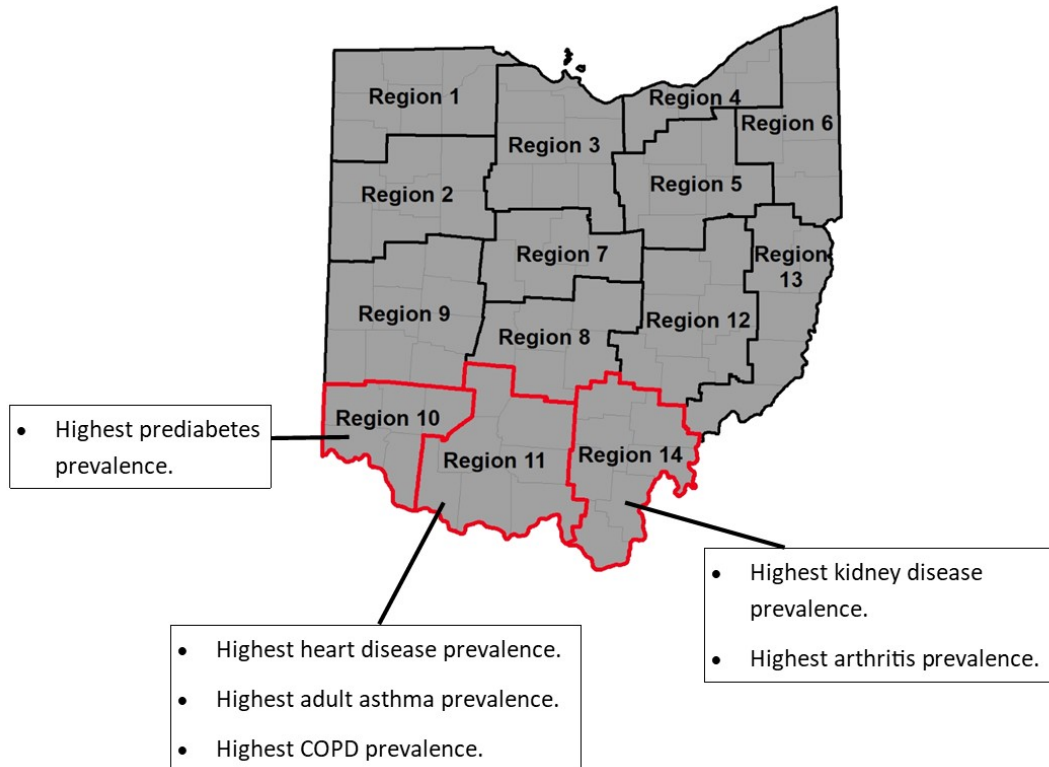 Region 1
Region 2
Region 3
Region 4
Region 5
Region 6
Region 7
Region 8
Region 9
Region 10
Region 11
Region 12
Region
13
Region 14
• Highest prediabetes
prevalence.
• Highest heart disease prevalence.
• Highest adult asthma prevalence.
• Highest COPD prevalence.
• Highest kidney disease
prevalence.
• Highest arthritis prevalence.